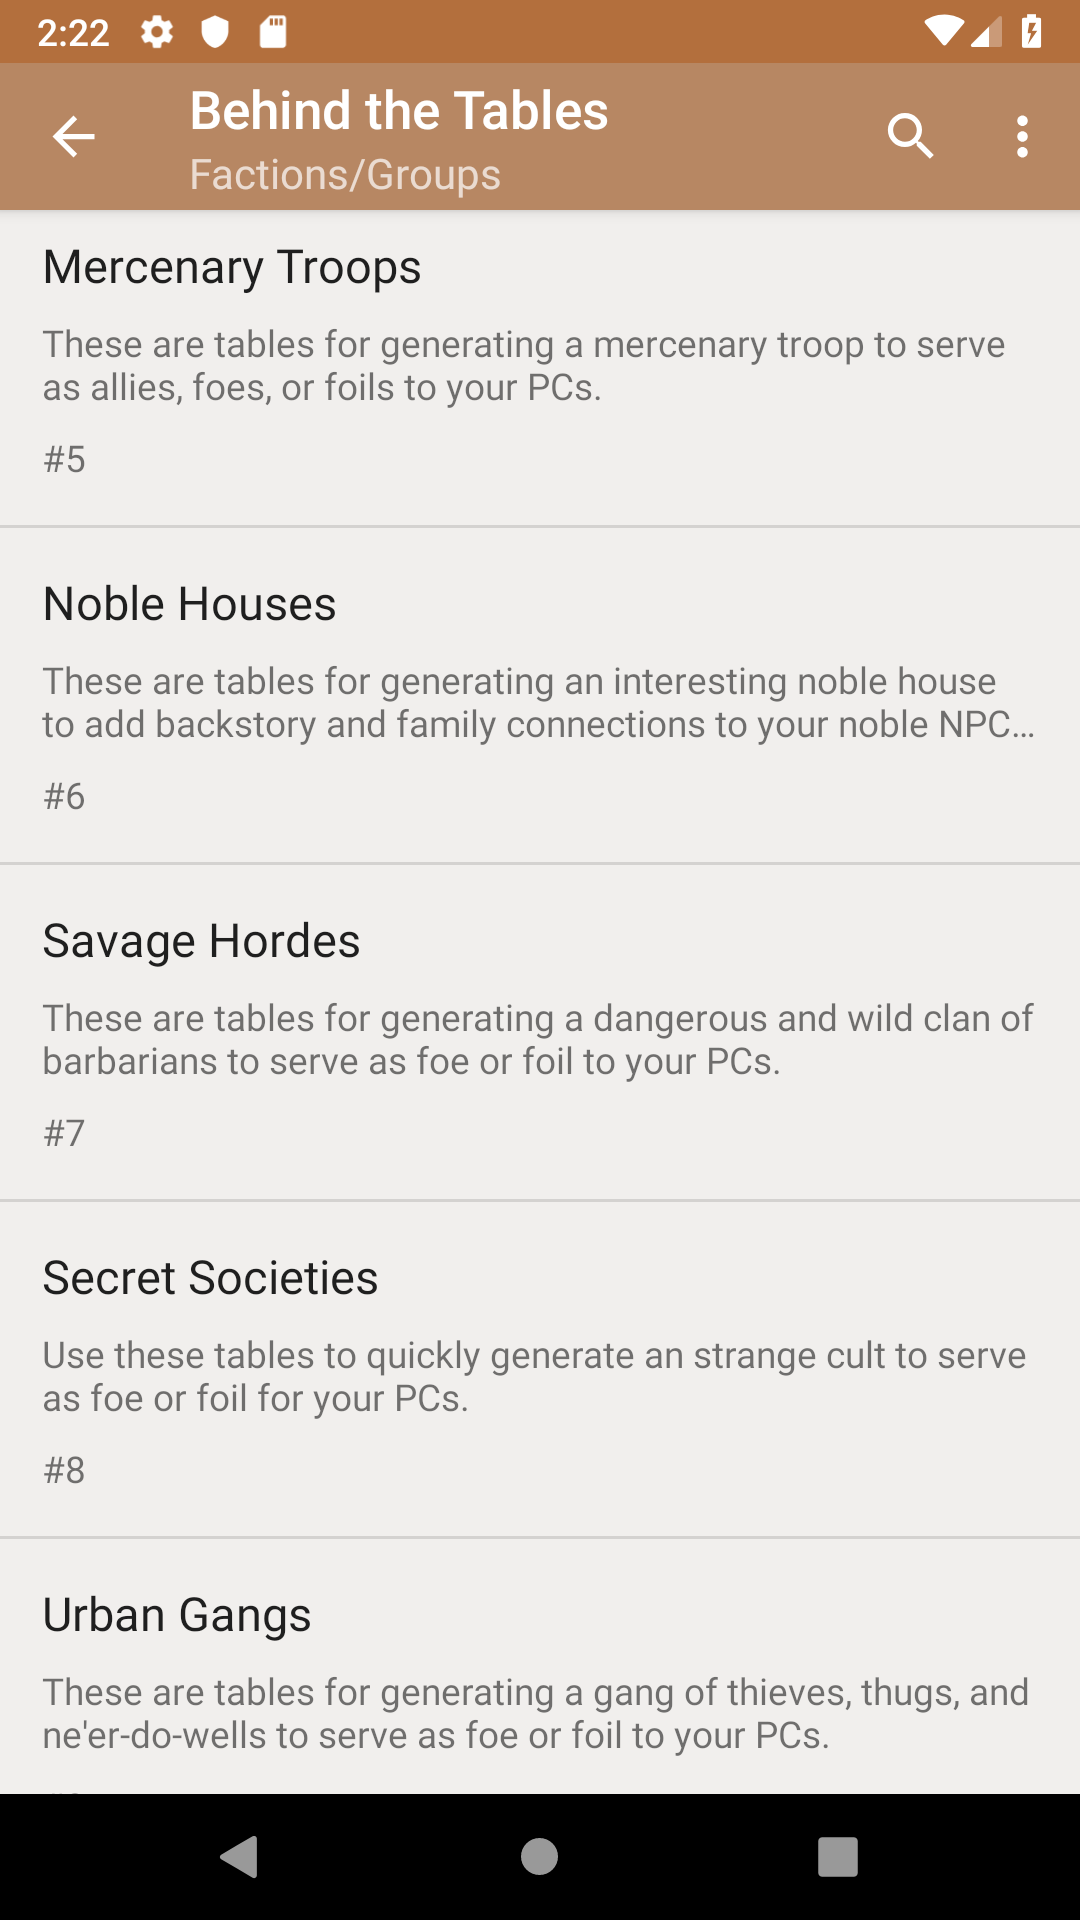 2:22
Behind the Tables
Factions/Groups
Mercenary Troops
These are tables for generating a mercenary troop to serve
as allies, foes, or foils to your PCs.
#5
Noble Houses
These are tables for generating an interesting noble house
to add backstory and family connections to your noble NPC...
#6
Savage Hordes
These are tables for generating a dangerous and wild clan of
barbarians to serve as foe or foil to your PCs.
#7
Secret Societies
Use these tables to quickly generate an strange cult to serve
as foe or foil for your PCs.
#8
Urban Gangs
These are tables for generating a gang of thieves, thugs, and
ne'er-do-wells to serve as foe or foil to your PCs.